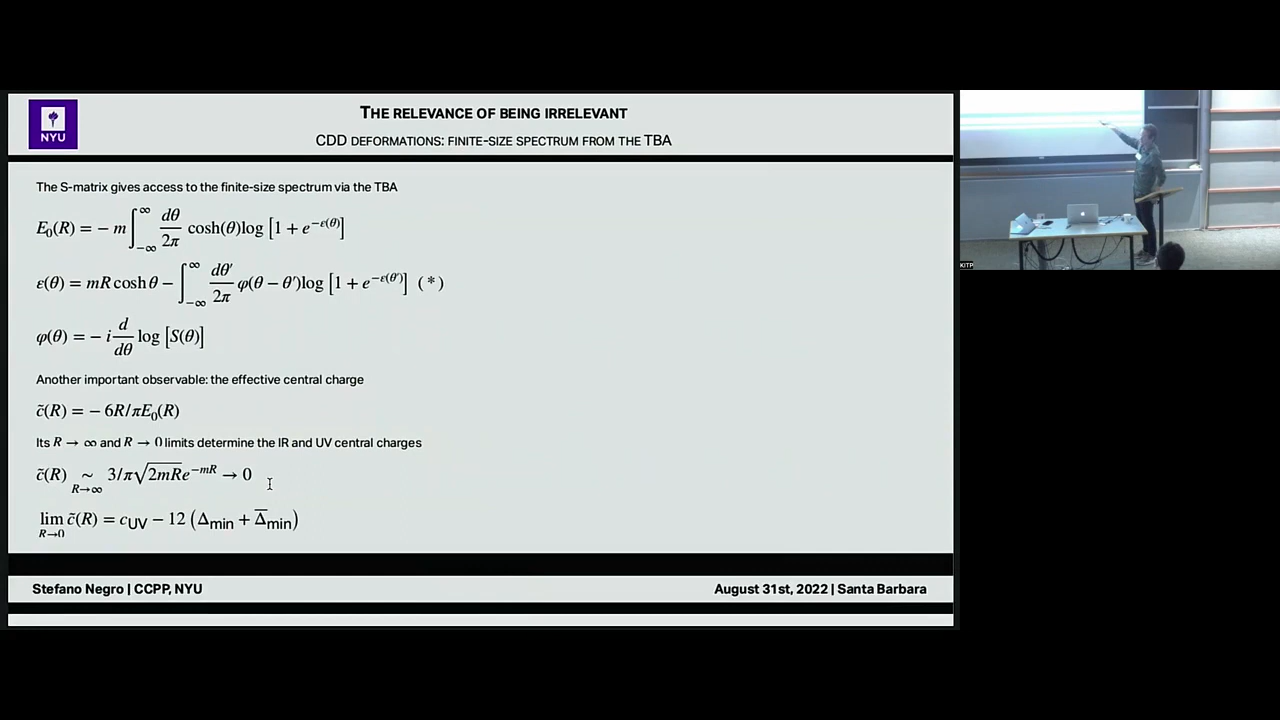 NYU
THE RELEVANCE OF BEING IRRELEVANT
CDD DEFORMATIONS: FINITE-SIZE SPECTRUM FROM THE TBA
The S-matrix gives access to the finite-size spectrum via the TBA
E₀(R) = − m ∫_{−∞}^{∞} dθ/2π cosh(θ)log [1 + e^{−ε(θ)}]
ε(θ) = mR cosh θ − ∫_{−∞}^{∞} dθ′/2π φ(θ − θ′)log [1 + e^{−ε(θ′)}] (*)
φ(θ) = − i d/dθ log [S(θ)]
Another important observable: the effective central charge
c̃(R) = − 6R/πE₀(R)
Its R → ∞ and R → 0 limits determine the IR and UV central charges
c̃(R) ∼_{R→∞} 3/π√(2mR)e^{−mR} → 0
lim_{R→0} c̃(R) = c_UV − 12 (Δ_min + Δ̅_min)
Stefano Negro | CCPP, NYU
August 31st, 2022 | Santa Barbara
KITP